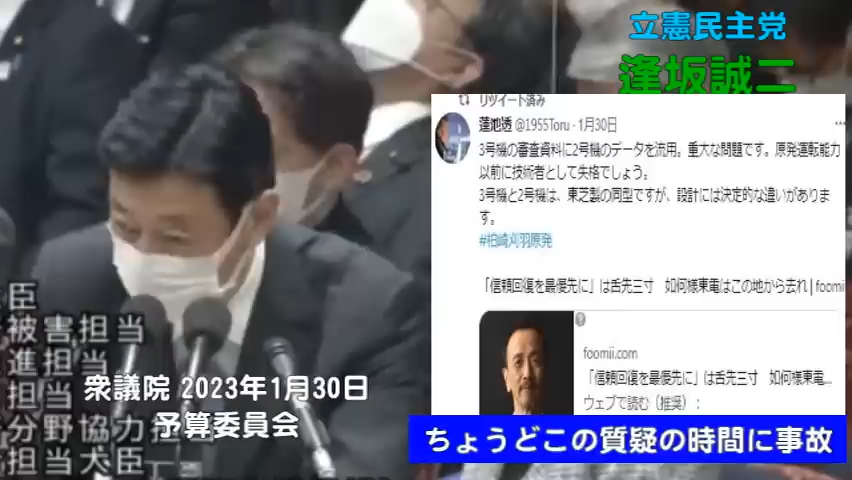 立憲民主党
逢坂誠二
リツイート済み
蓮池透 @1955Toru · 1月30日
3号機の審査資料に2号機のデータを流用。重大な問題です。原発運転能力
以前に技術者として失格でしょう。
3号機と2号機は、東芝製の同型ですが、設計には決定的な違いがありま
す。
#柏崎刈羽原発
「信頼回復を最優先に」は舌先三寸 如何様東電はこの地から去れ | foomi
foomii.com
「信頼回復を最優先に」は舌先三寸 如何様東電...
ウェブで読む(推奨):
臣
被害担当
進担当
担当
分野協力
担当大臣
衆議院 2023年1月30日
予算委員会
ちょうどこの質疑の時間に事故